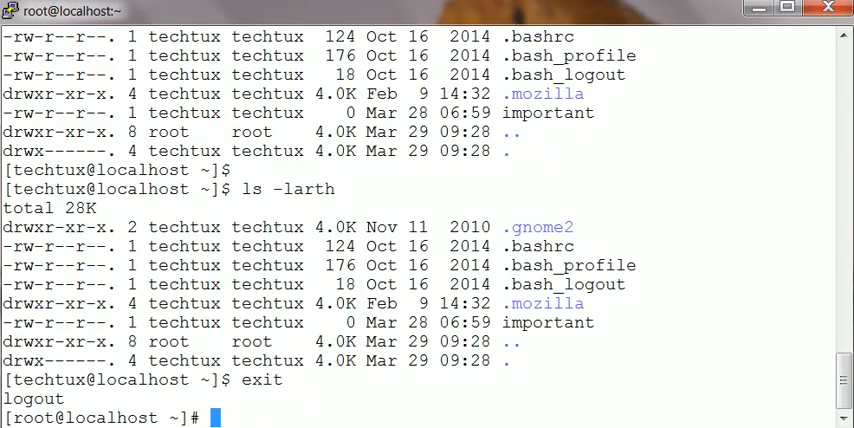 root@localhost:~
-rw-r--r--. 1 techtux techtux  124 Oct 16  2014 .bashrc
-rw-r--r--. 1 techtux techtux  176 Oct 16  2014 .bash_profile
-rw-r--r--. 1 techtux techtux   18 Oct 16  2014 .bash_logout
drwxr-xr-x. 4 techtux techtux 4.0K Feb  9 14:32 .mozilla
-rw-r--r--. 1 techtux techtux    0 Mar 28 06:59 important
drwxr-xr-x. 8 root    root    4.0K Mar 29 09:28 ..
drwx------. 4 techtux techtux 4.0K Mar 29 09:28 .
[techtux@localhost ~]$
[techtux@localhost ~]$ ls -larth
total 28K
drwxr-xr-x. 2 techtux techtux 4.0K Nov 11  2010 .gnome2
-rw-r--r--. 1 techtux techtux  124 Oct 16  2014 .bashrc
-rw-r--r--. 1 techtux techtux  176 Oct 16  2014 .bash_profile
-rw-r--r--. 1 techtux techtux   18 Oct 16  2014 .bash_logout
drwxr-xr-x. 4 techtux techtux 4.0K Feb  9 14:32 .mozilla
-rw-r--r--. 1 techtux techtux    0 Mar 28 06:59 important
drwxr-xr-x. 8 root    root    4.0K Mar 29 09:28 ..
drwx------. 4 techtux techtux 4.0K Mar 29 09:28 .
[techtux@localhost ~]$ exit
logout
[root@localhost ~]#